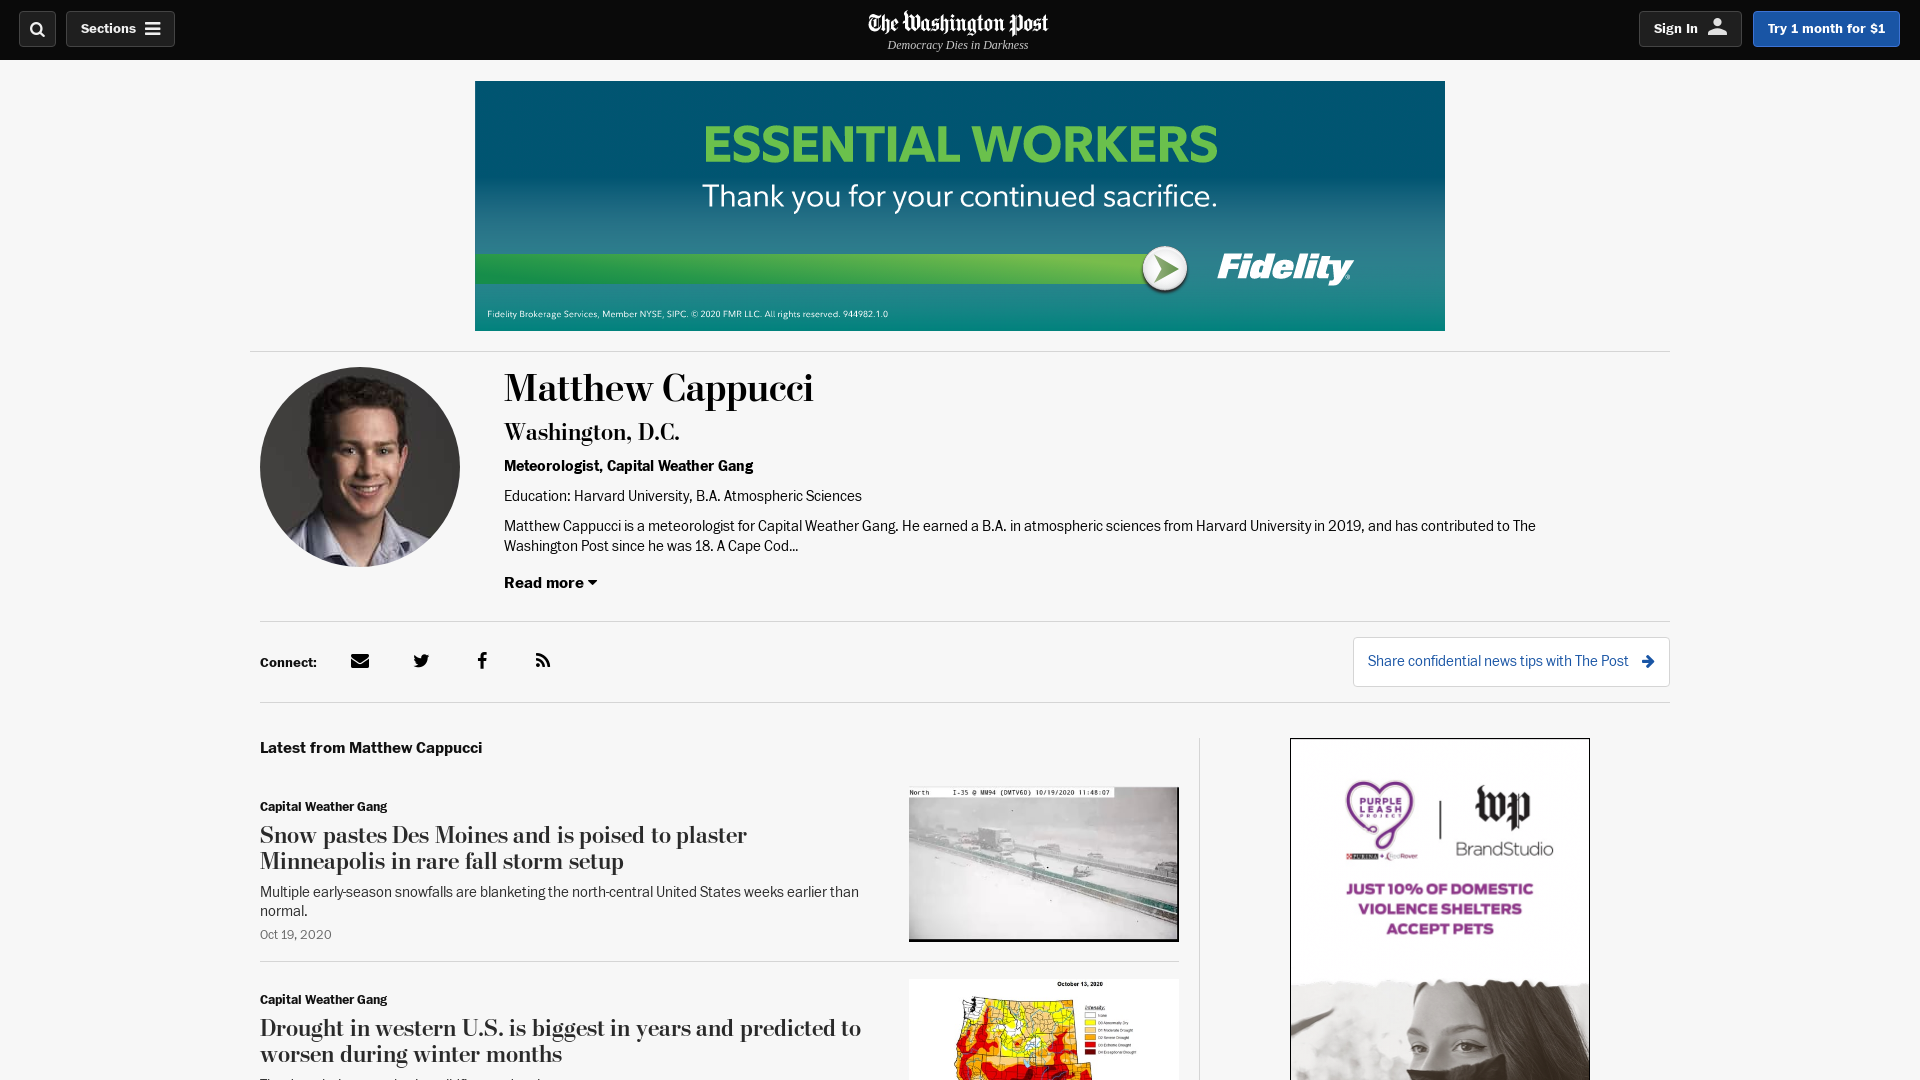 Sections
The Washington Post
Democracy Dies in Darkness
Sign In
Try 1 month for $1
ESSENTIAL WORKERS
Thank you for your continued sacrifice.
Fidelity
Fidelity Brokerage Services, Member NYSE, SIPC. © 2020 FMR LLC. All rights reserved. 944982.1.0
Matthew Cappucci
Washington, D.C.
Meteorologist, Capital Weather Gang
Education: Harvard University, B.A. Atmospheric Sciences
Matthew Cappucci is a meteorologist for Capital Weather Gang. He earned a B.A. in atmospheric sciences from Harvard University in 2019, and has contributed to The
Washington Post since he was 18. A Cape Cod...
Read more
Connect:
Share confidential news tips with The Post
Latest from Matthew Cappucci
Capital Weather Gang
Snow pastes Des Moines and is poised to plaster
Minneapolis in rare fall storm setup
Multiple early-season snowfalls are blanketing the north-central United States weeks earlier than
normal.
Oct 19, 2020
North I-35 @ MM94 (DMTV60) 10/19/2020 11:48:07
Capital Weather Gang
Drought in western U.S. is biggest in years and predicted to
worsen during winter months
October 13, 2020
PURPLE
LEASH
PROJECT
PURINA
wp
BrandStudio
JUST 10% OF DOMESTIC
VIOLENCE SHELTERS
ACCEPT PETS